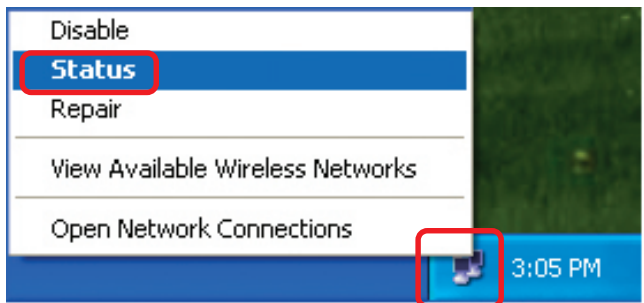 Disable
Status
Repair
View Available Wireless Networks
Open Network Connections
3:05 PM